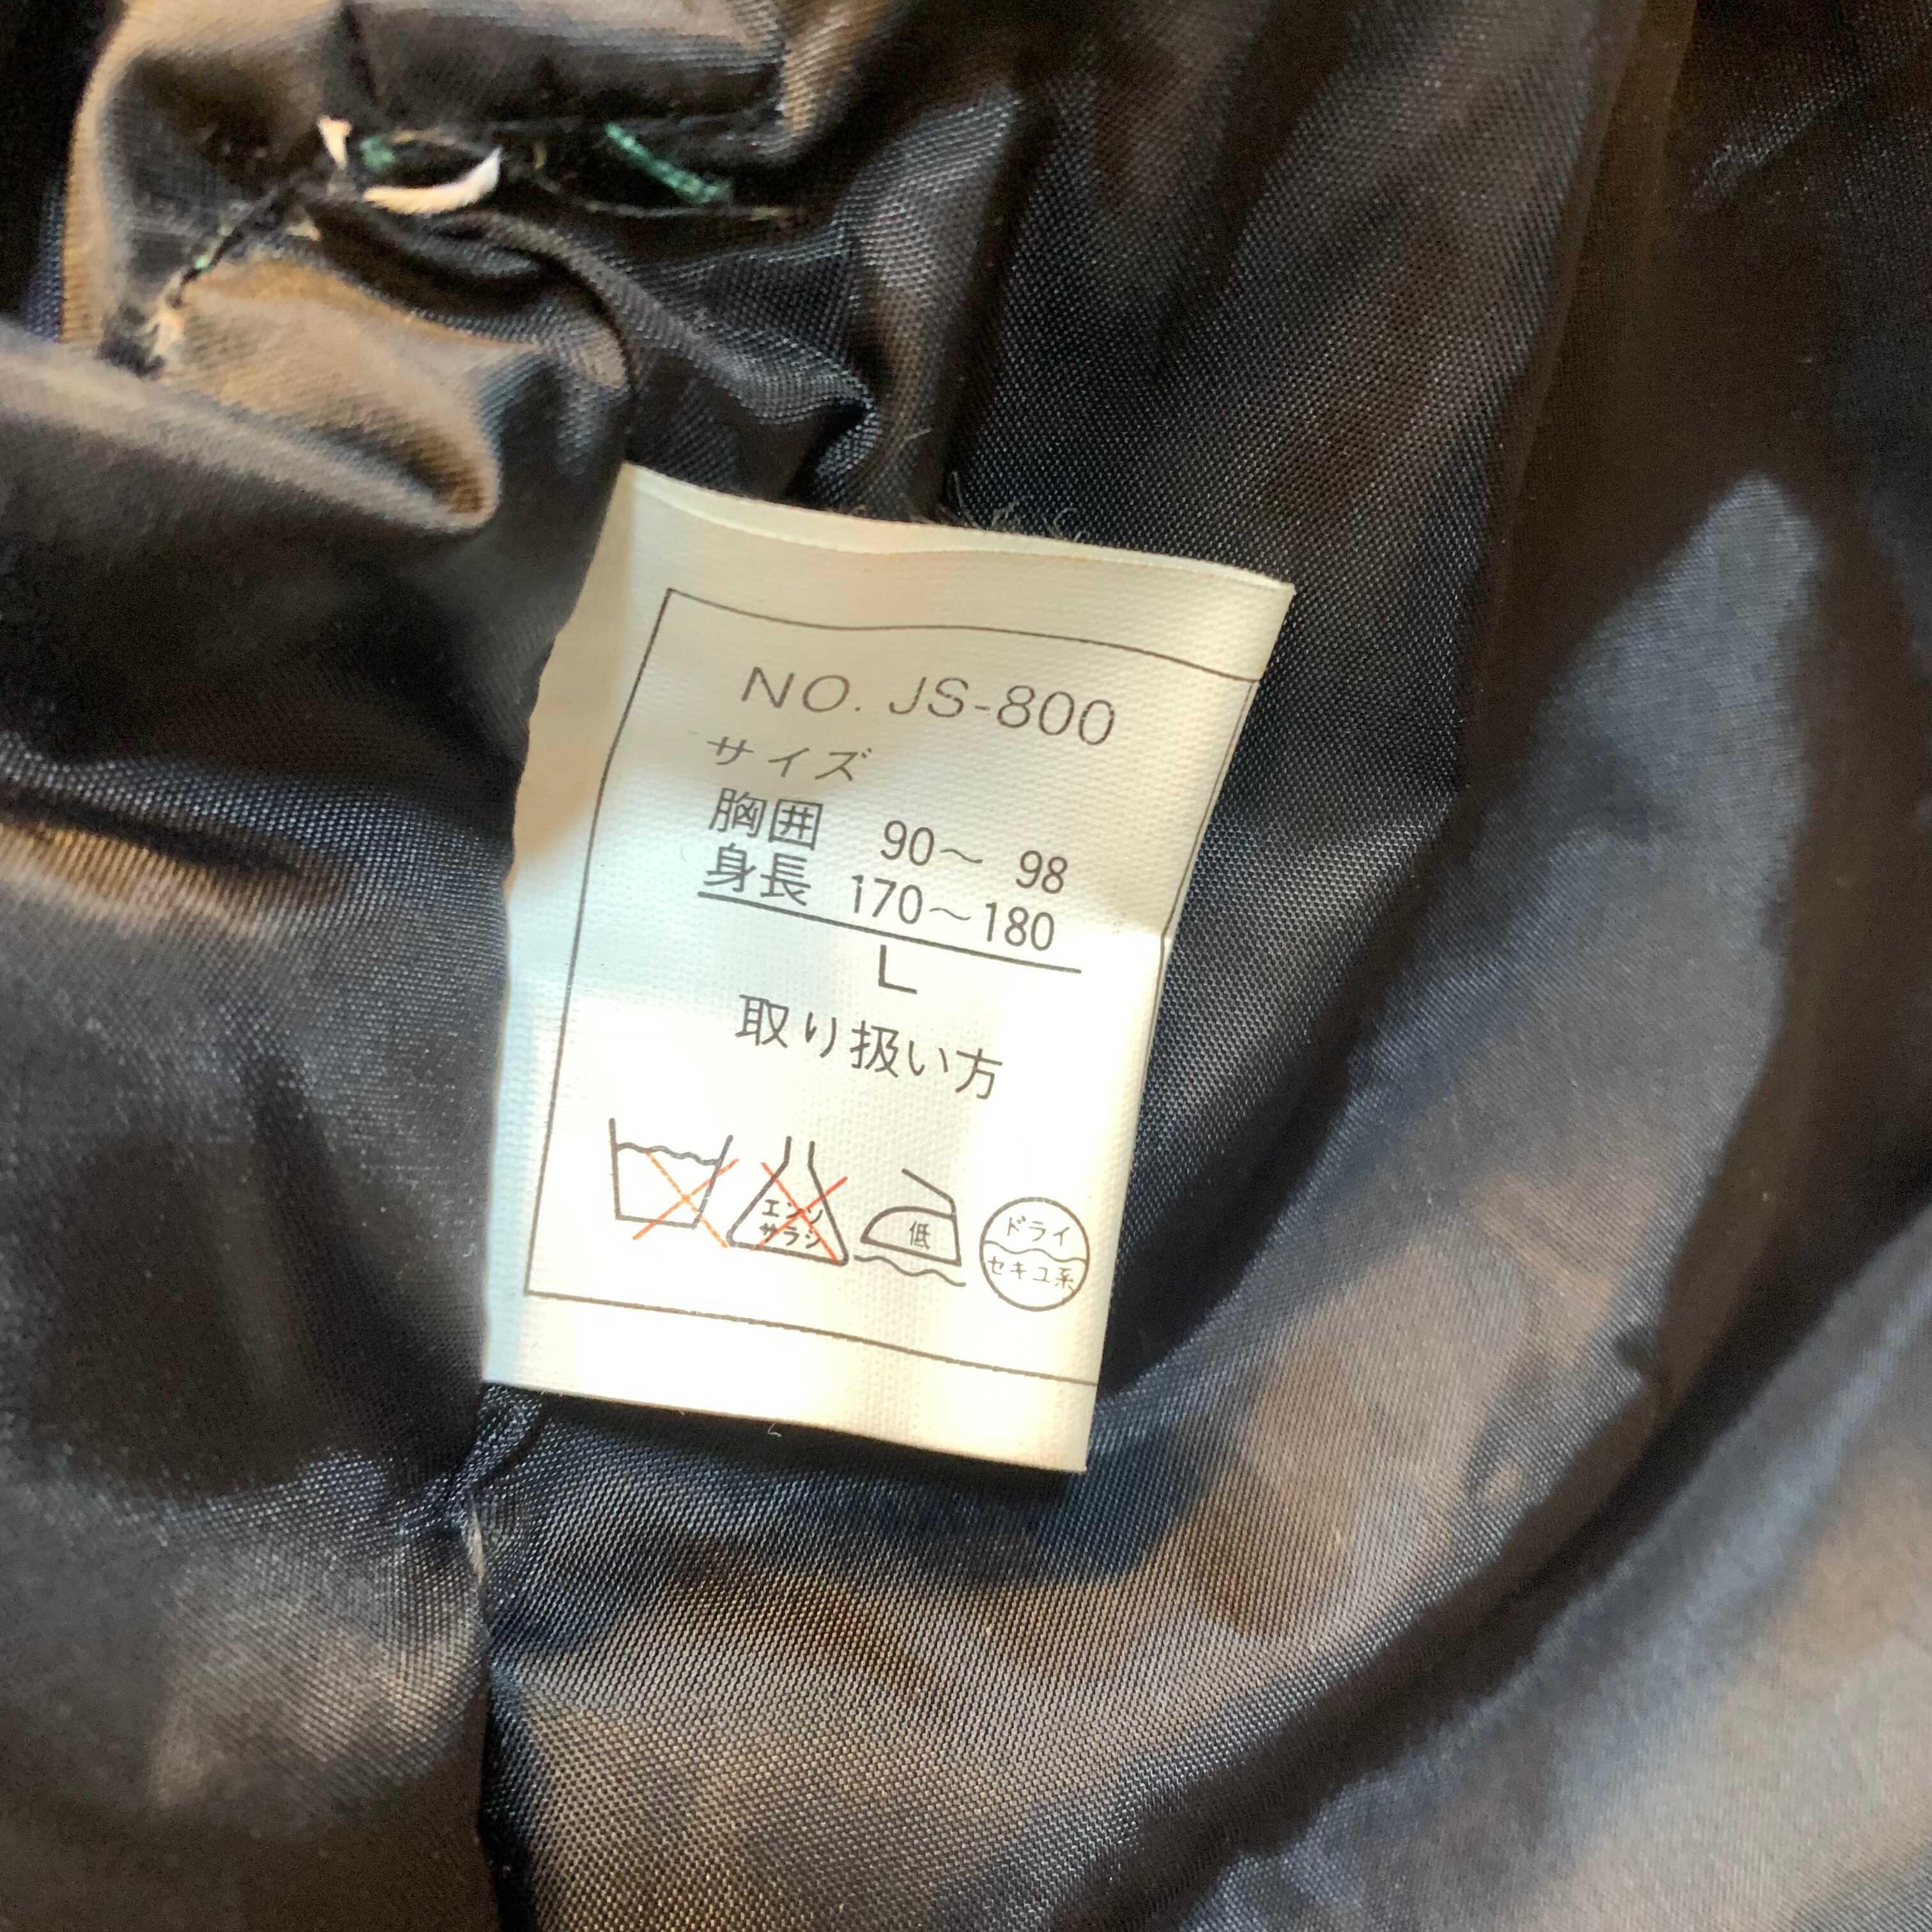 NO. JS-800
サイズ
胸囲 90～ 98
身長 170～180
L
取り扱い方
エンソ
サラシ
低
ドライ
セキユ系